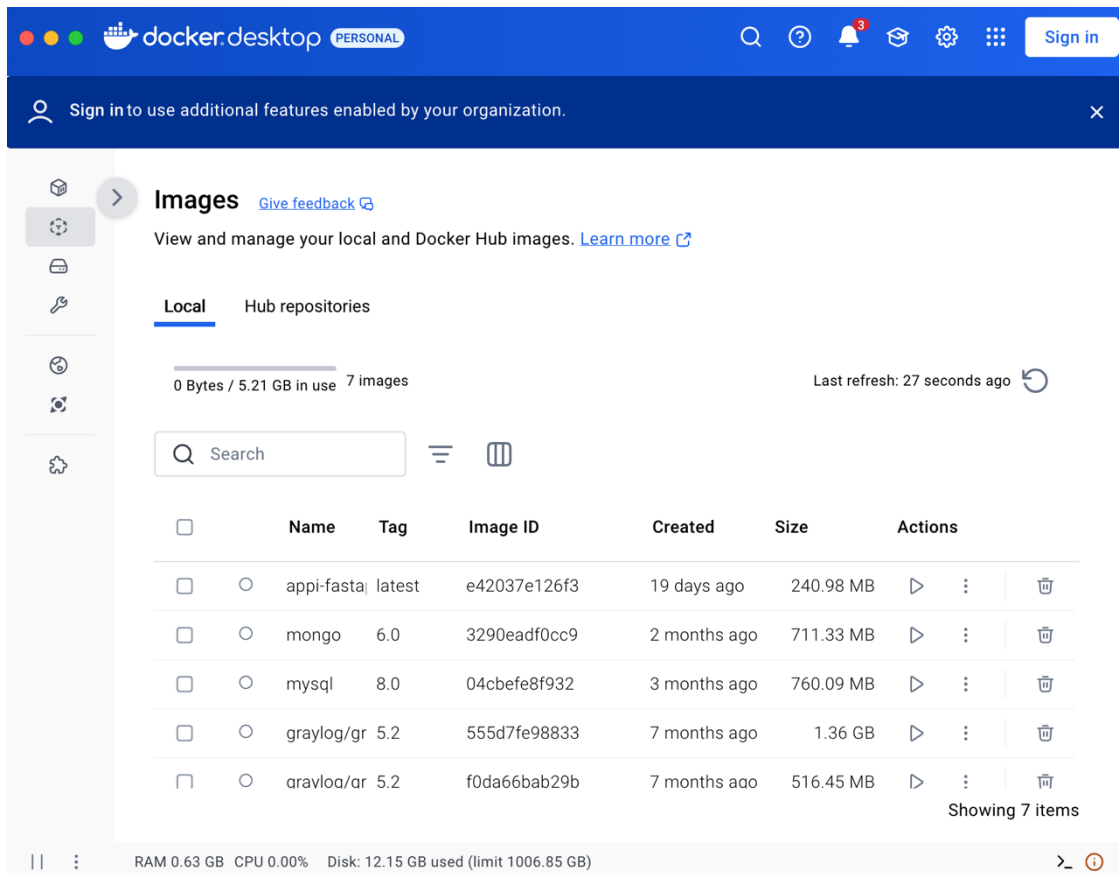 docker.desktop PERSONAL 3 Sign in
Sign in to use additional features enabled by your organization.
Images Give feedback
View and manage your local and Docker Hub images. Learn more
Local Hub repositories
0 Bytes / 5.21 GB in use 7 images Last refresh: 27 seconds ago
Search
Name Tag Image ID Created Size Actions
appi-fasta latest e42037e126f3 19 days ago 240.98 MB
mongo 6.0 3290eadf0cc9 2 months ago 711.33 MB
mysql 8.0 04cbefe8f932 3 months ago 760.09 MB
graylog/gr 5.2 555d7fe98833 7 months ago 1.36 GB
graylog/gr 5.2 f0da66bab29b 7 months ago 516.45 MB
Showing 7 items
RAM 0.63 GB CPU 0.00% Disk: 12.15 GB used (limit 1006.85 GB)